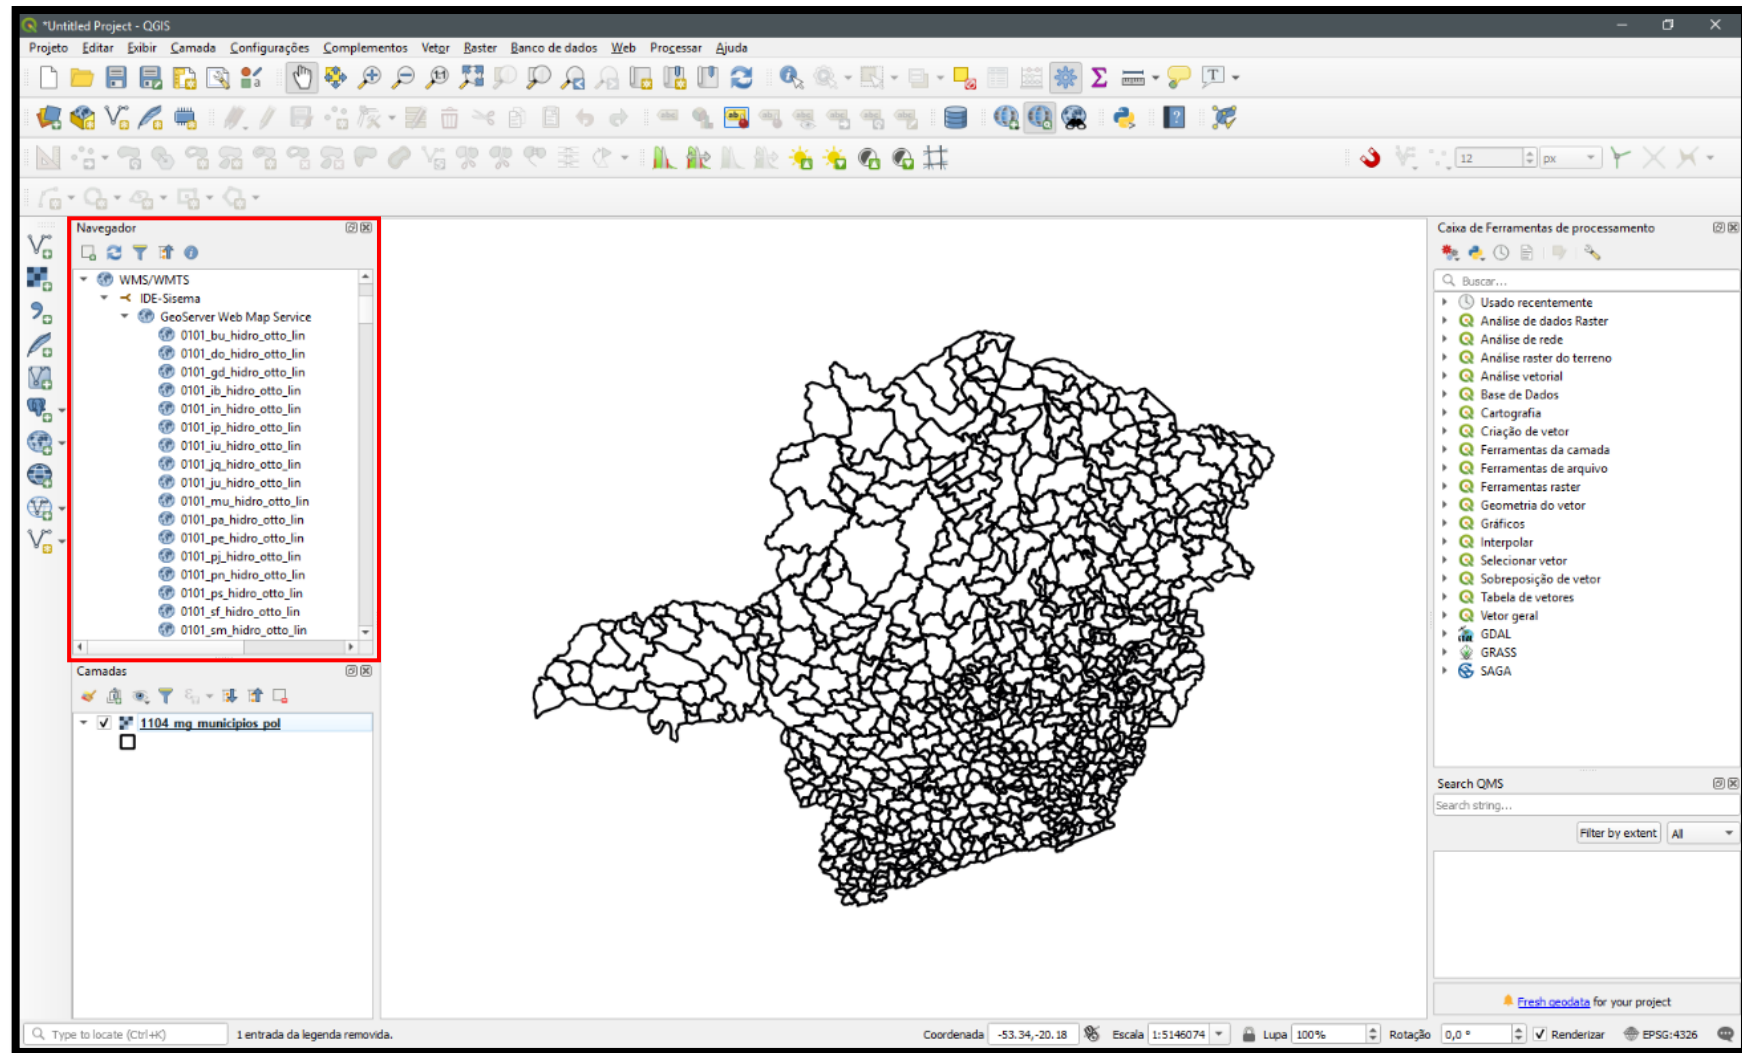 *Untitled Project - QGIS
Projeto Editar Exibir Camada Configurações Complementos Vetor Raster Banco de dados Web Processar Ajuda
12 px
Navegador
WMS/WMTS
IDE-Sisema
GeoServer Web Map Service
0101_bu_hidro_otto_lin
0101_do_hidro_otto_lin
0101_gd_hidro_otto_lin
0101_ib_hidro_otto_lin
0101_in_hidro_otto_lin
0101_ip_hidro_otto_lin
0101_iu_hidro_otto_lin
0101_jq_hidro_otto_lin
0101_ju_hidro_otto_lin
0101_mu_hidro_otto_lin
0101_pa_hidro_otto_lin
0101_pe_hidro_otto_lin
0101_pj_hidro_otto_lin
0101_pn_hidro_otto_lin
0101_ps_hidro_otto_lin
0101_sf_hidro_otto_lin
0101_sm_hidro_otto_lin
Camadas
1104 mg municipios pol
Caixa de Ferramentas de processamento
Buscar...
Usado recentemente
Análise de dados Raster
Análise de rede
Análise raster do terreno
Análise vetorial
Base de Dados
Cartografia
Criação de vetor
Ferramentas da camada
Ferramentas de arquivo
Ferramentas raster
Geometria do vetor
Gráficos
Interpolar
Selecionar vetor
Sobreposição de vetor
Tabela de vetores
Vetor geral
GDAL
GRASS
SAGA
Search QMS
Search string...
Filter by extent All
Fresh geodata for your project
Type to locate (Ctrl+K) 1 entrada da legenda removida. Coordenada -53.34,-20.18 Escala 1:5146074 Lupa 100% Rotação 0,0 ° Renderizar EPSG:4326